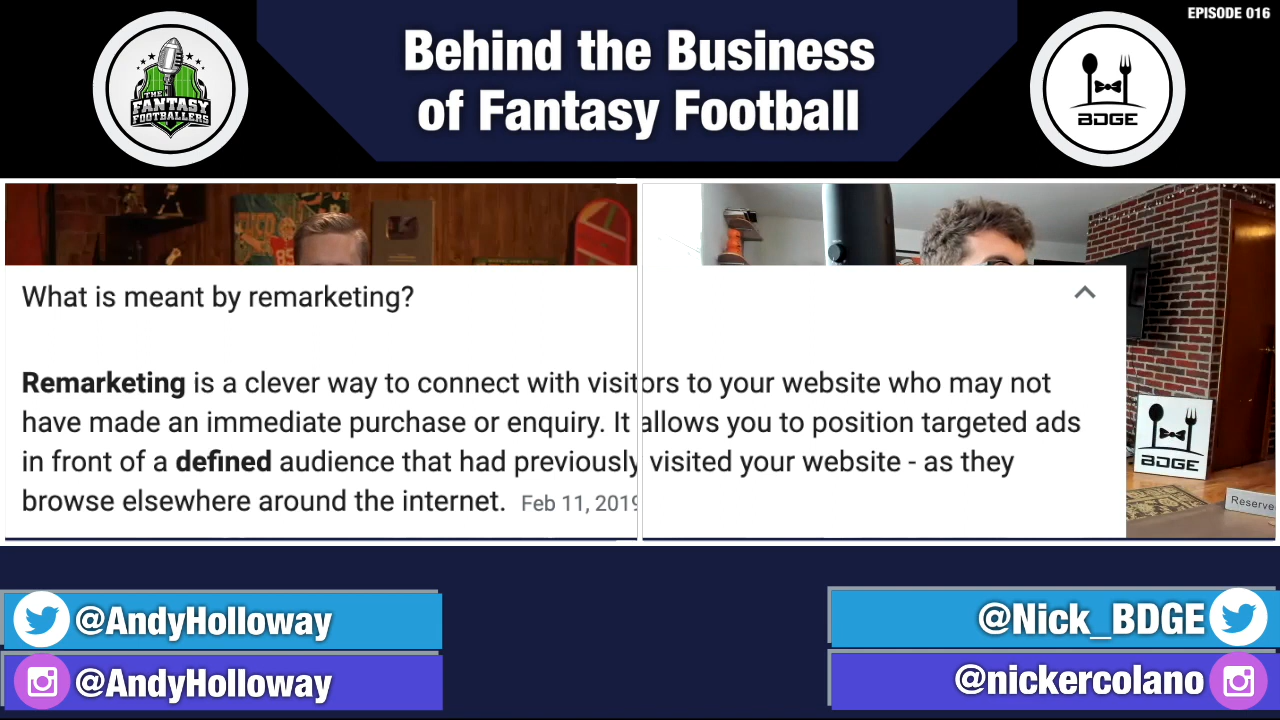 EPISODE 016
Behind the Business
of Fantasy Football
THE
FANTASY
FOOTBALLERS
BDGE
What is meant by remarketing?
Remarketing is a clever way to connect with visitors to your website who may not
have made an immediate purchase or enquiry. It allows you to position targeted ads
in front of a defined audience that had previously visited your website - as they
browse elsewhere around the internet. Feb 11, 2019
BDGE
Reserve
@AndyHolloway
@Nick_BDGE
@AndyHolloway
@nickercolano